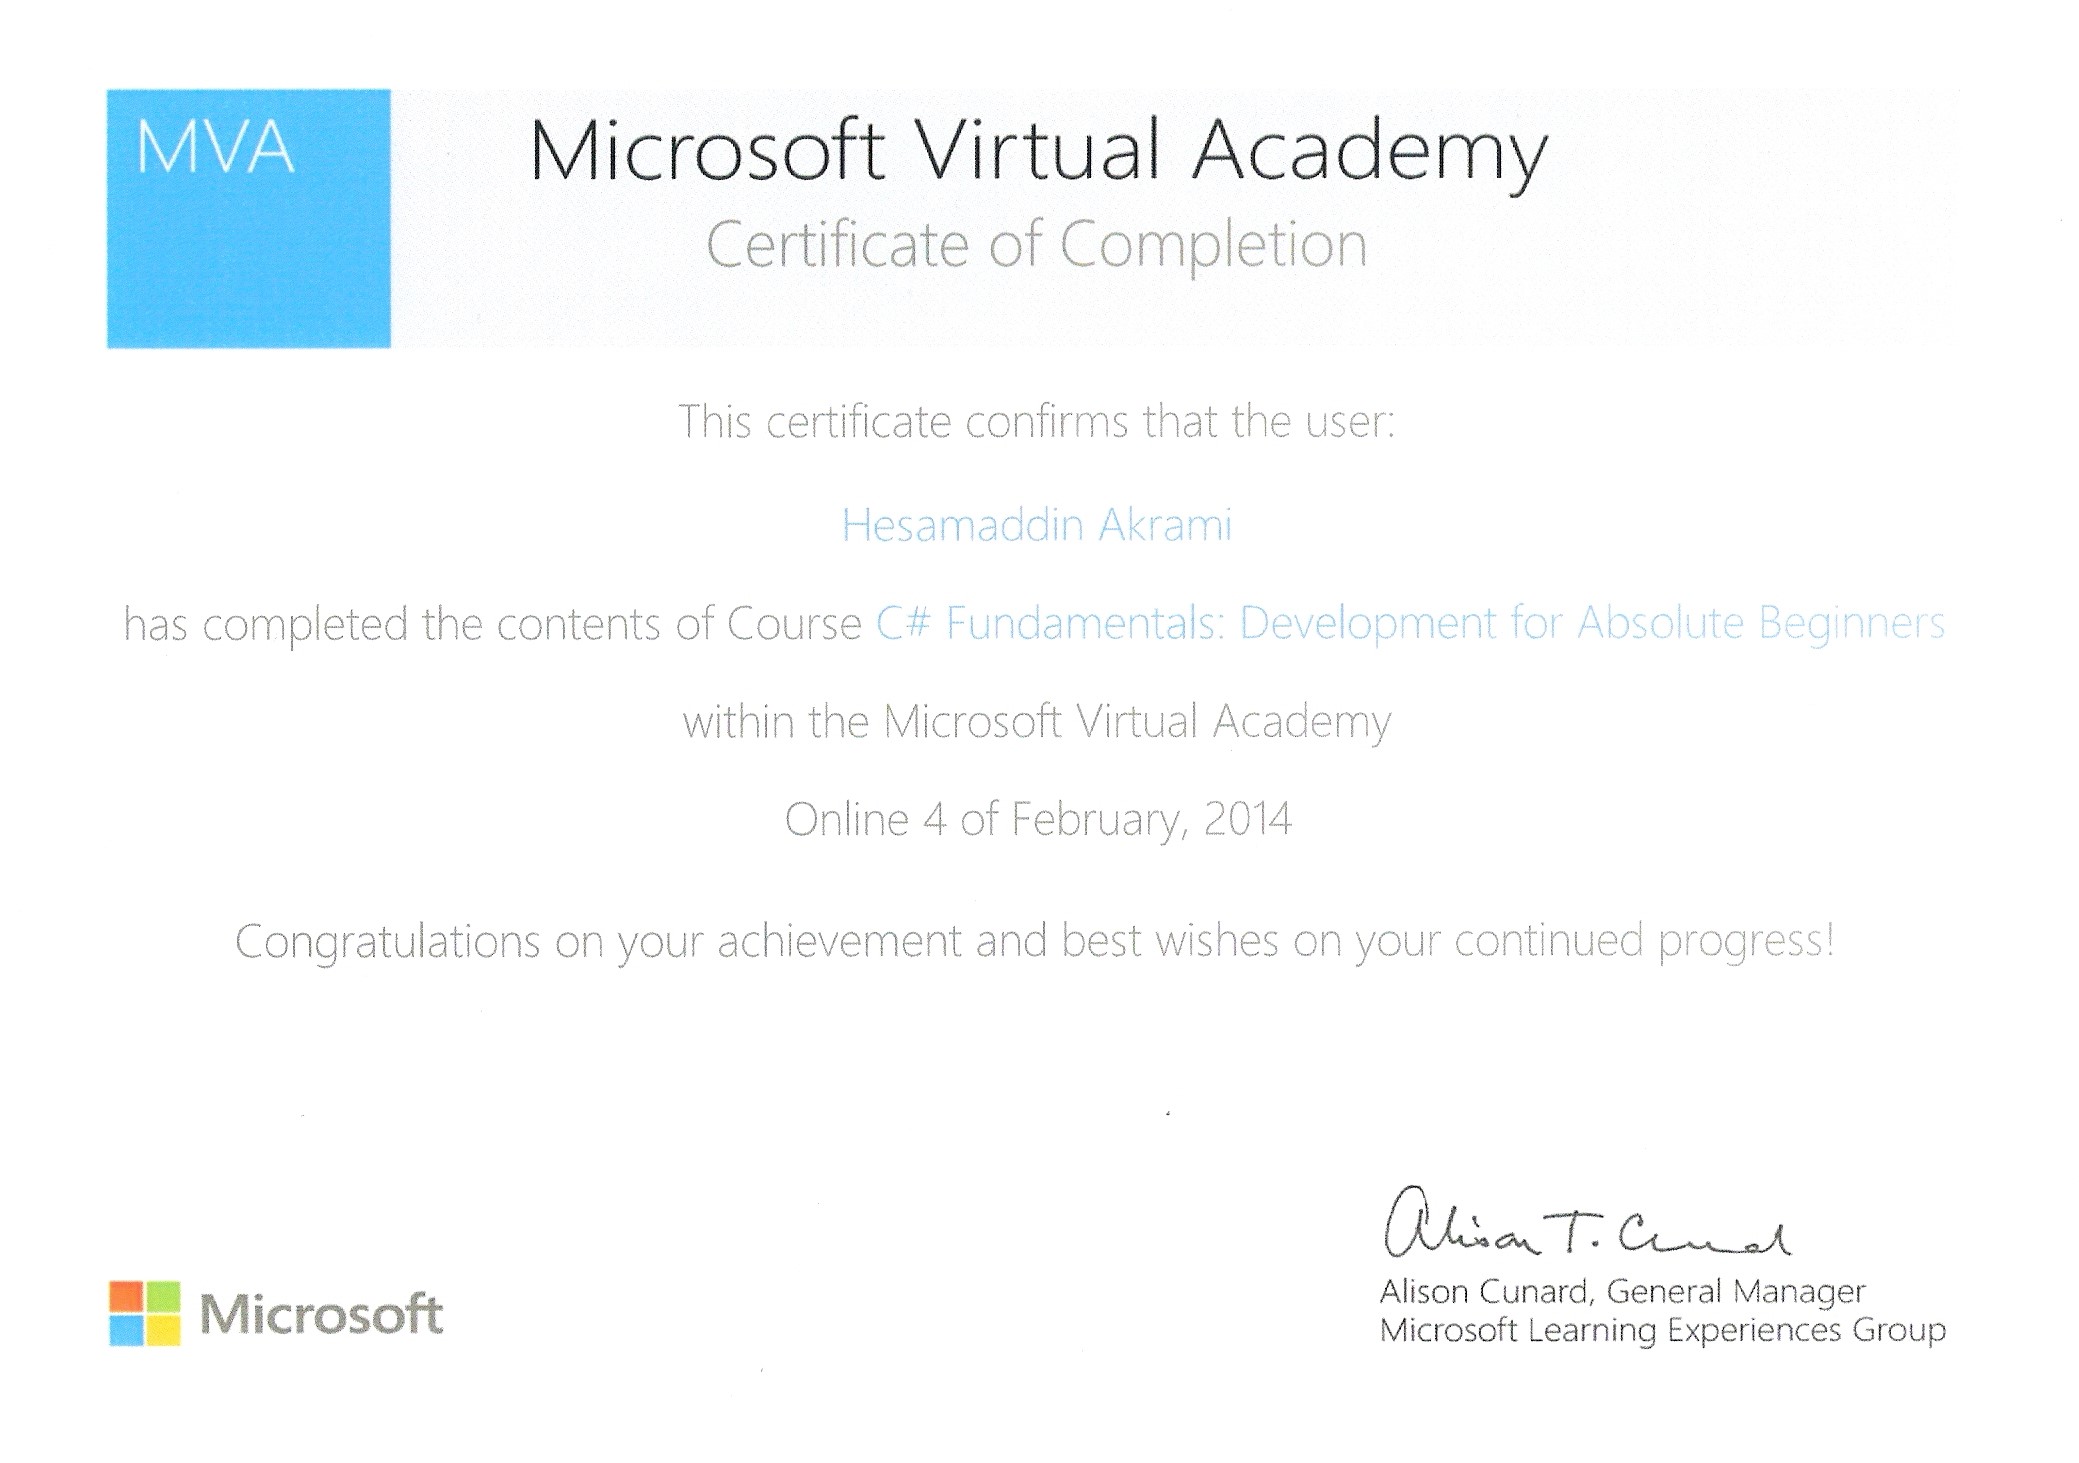 MVA
Microsoft Virtual Academy
Certificate of Completion
This certificate confirms that the user:
Hesamaddin Akrami
has completed the contents of Course C# Fundamentals: Development for Absolute Beginners
within the Microsoft Virtual Academy
Online 4 of February, 2014
Congratulations on your achievement and best wishes on your continued progress!
Alison T. Cunard
Alison Cunard, General Manager
Microsoft Learning Experiences Group
Microsoft